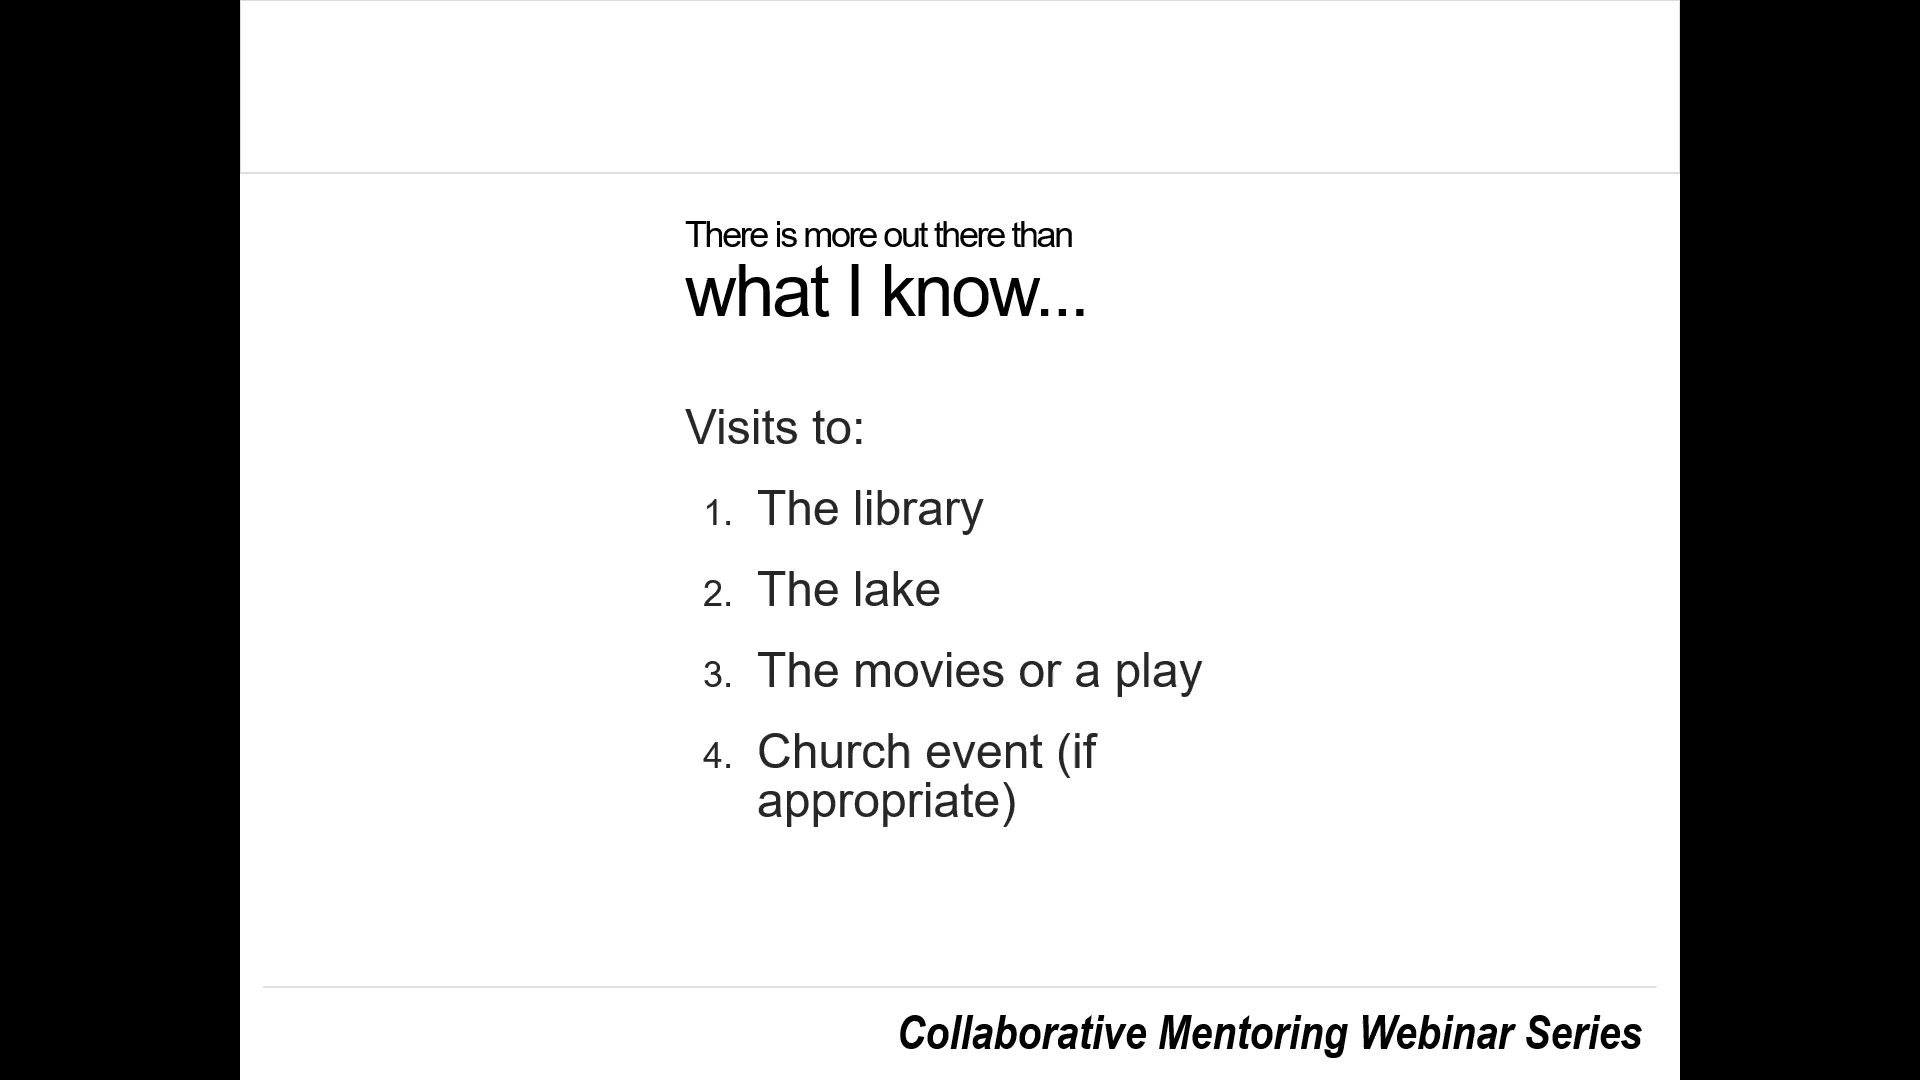 There is more out there than
what I know...
Visits to:
1. The library
2. The lake
3. The movies or a play
4. Church event (if
appropriate)
Collaborative Mentoring Webinar Series